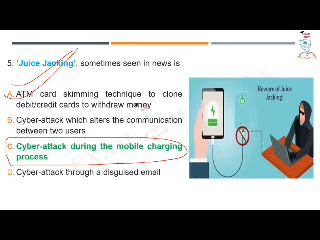 5. 'Juice Jacking', sometimes seen in news is
A. ATM card skimming technique to clone
debit/credit cards to withdraw money
B. Cyber-attack which alters the communication
between two users
C. Cyber-attack during the mobile charging
process
D. Cyber-attack through a disguised email
Beware of Juice
Jacking!